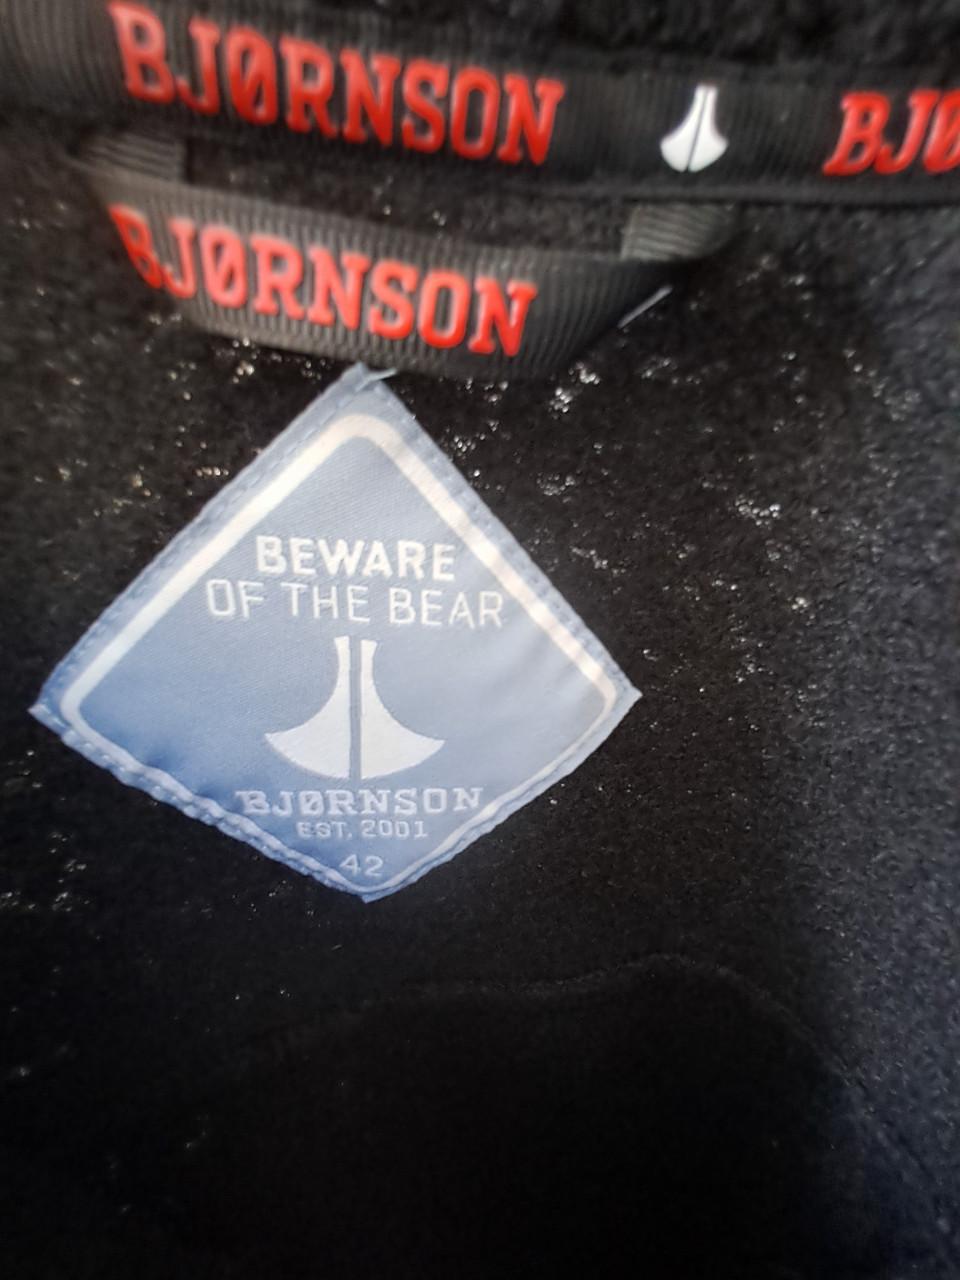 BJØRNSON BJØ
BJØRNSON
BEWARE
OF THE BEAR
BJØRNSON
EST. 2001
42